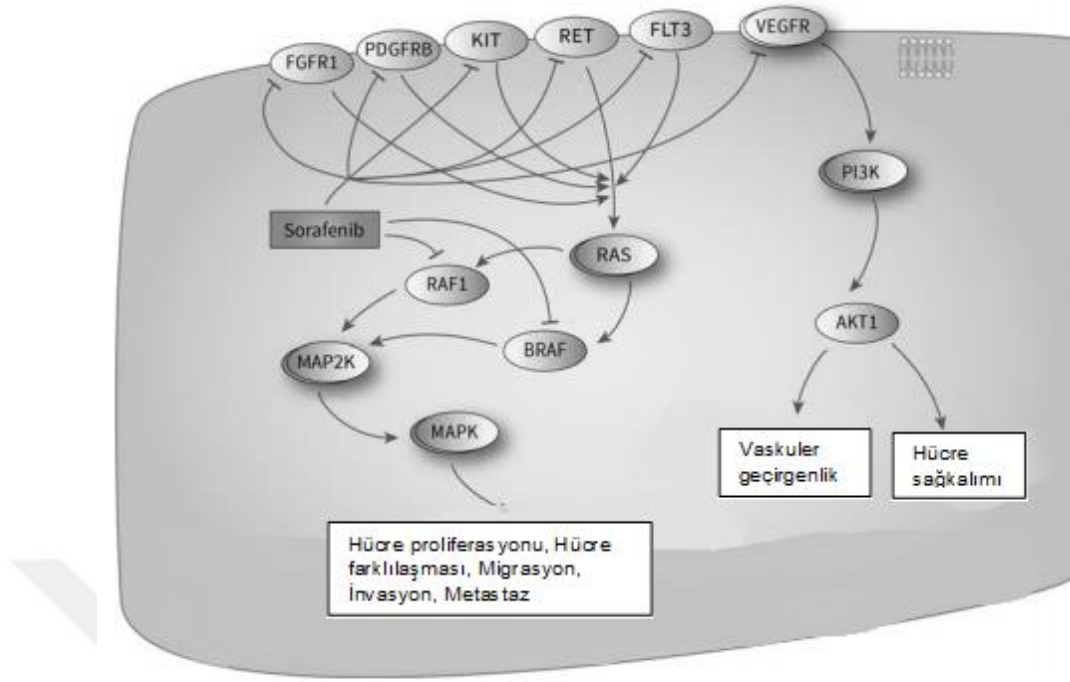 FGFR1
PDGFRB
KIT
RET
FLT3
VEGFR
PI3K
Sorafenib
RAS
RAF1
AKT1
BRAF
MAP2K
MAPK
Vaskuler
geçirgenlik
Hücre
sağkalımı
Hücre proliferasyonu, Hücre
farklılaşması, Migrasyon,
İnvasyon, Metastaz